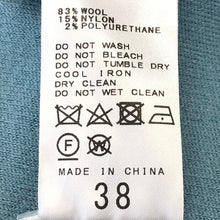 83% WOOL
15% NYLON
2% POLYURETHANE
DO NOT WASH
DO NOT BLEACH
DO NOT TUMBLE DRY
COOL IRON
DRY CLEAN
DO NOT WET CLEAN
F W
MADE IN CHINA
38